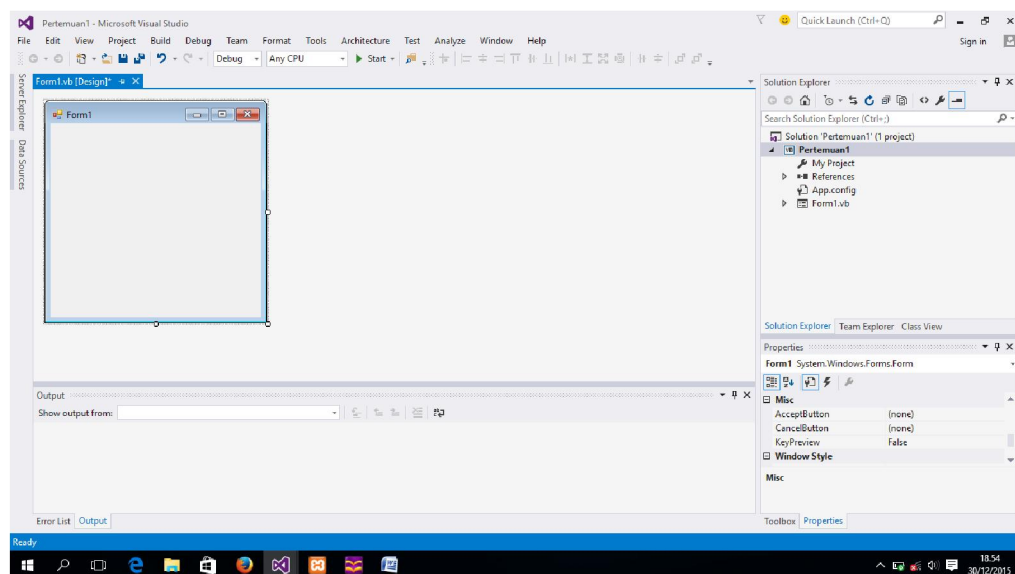 Pertemuan1 - Microsoft Visual Studio
Quick Launch (Ctrl+Q)
File Edit View Project Build Debug Team Format Tools Architecture Test Analyze Window Help
Sign in
Debug Any CPU Start
Server Explorer
Data Sources
Form1.vb [Design]*
Form1
Solution Explorer
Search Solution Explorer (Ctrl+;)
Solution 'Pertemuan1' (1 project)
Pertemuan1
My Project
References
App.config
Form1.vb
Solution Explorer Team Explorer Class View
Properties
Form1 System.Windows.Forms.Form
Misc
AcceptButton (none)
CancelButton (none)
KeyPreview False
Window Style
Misc
Toolbox Properties
Output
Show output from:
Error List Output
Ready
18.54
30/12/2015